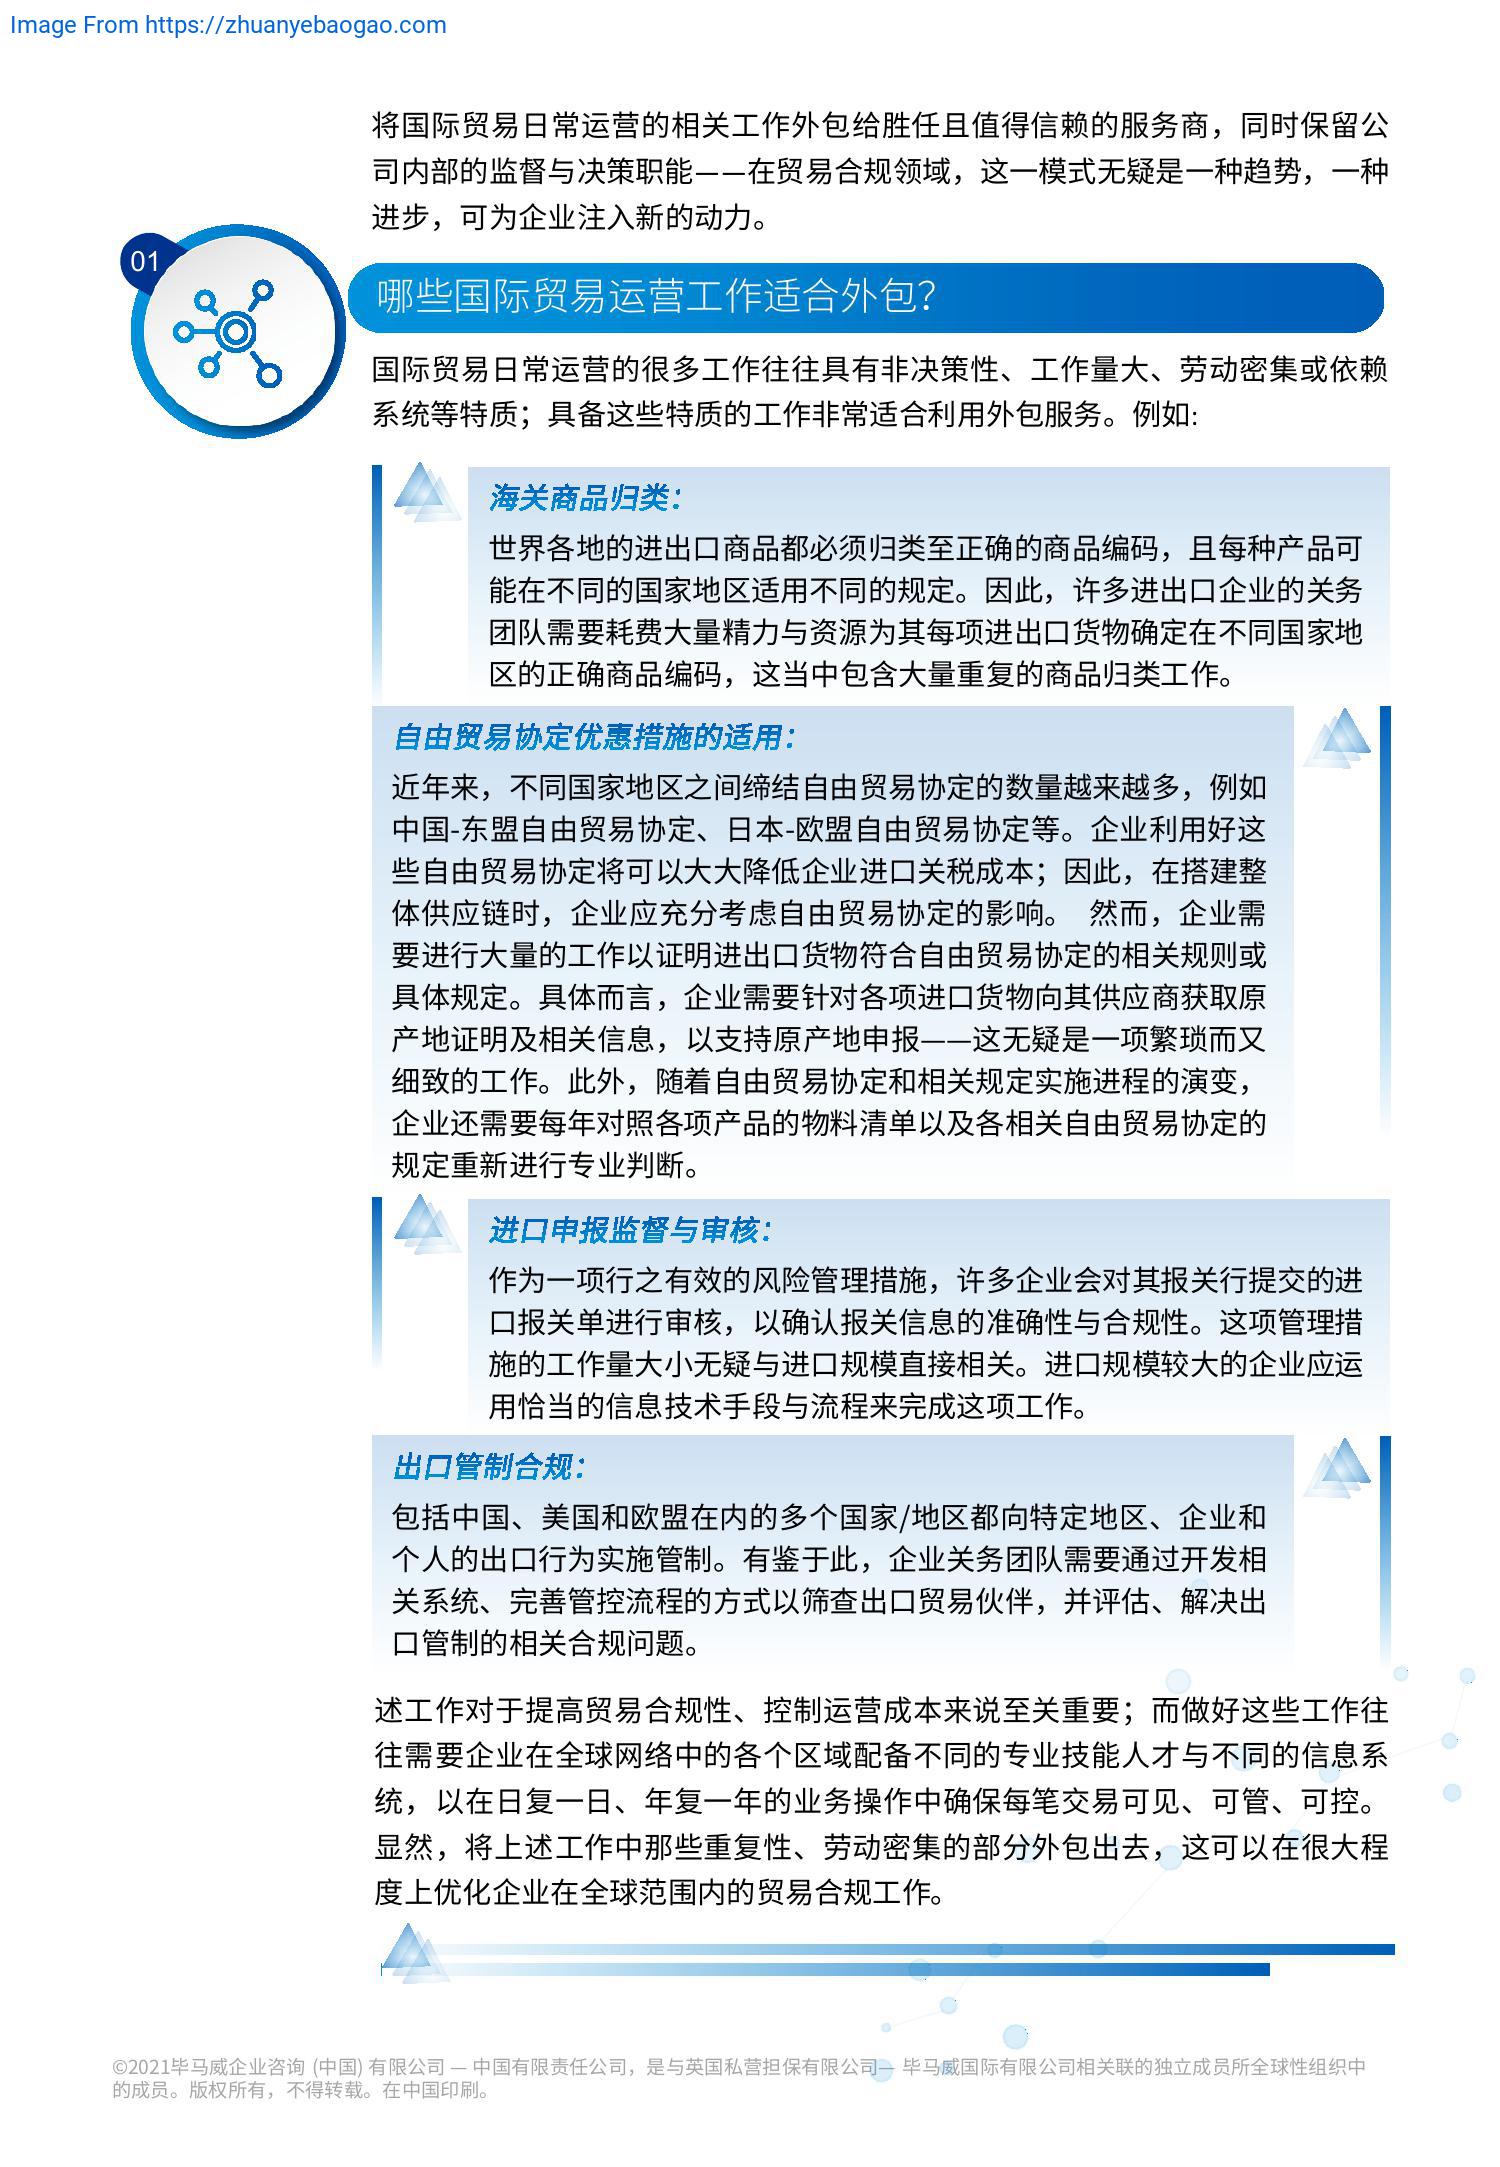 Image From https://zhuanyebaogao.com
将国际贸易日常运营的相关工作外包给胜任且值得信赖的服务商，同时保留公
司内部的监督与决策职能——在贸易合规领域，这一模式无疑是一种趋势，一种
进步，可为企业注入新的动力。
01
哪些国际贸易运营工作适合外包？
国际贸易日常运营的很多工作往往具有非决策性、工作量大、劳动密集或依赖
系统等特质；具备这些特质的工作非常适合利用外包服务。例如:
海关商品归类：
世界各地的进出口商品都必须归类至正确的商品编码，且每种产品可
能在不同的国家地区适用不同的规定。因此，许多进出口企业的关务
团队需要耗费大量精力与资源为其每项进出口货物确定在不同国家地
区的正确商品编码，这当中包含大量重复的商品归类工作。
自由贸易协定优惠措施的适用：
近年来，不同国家地区之间缔结自由贸易协定的数量越来越多，例如
中国-东盟自由贸易协定、日本-欧盟自由贸易协定等。企业利用好这
些自由贸易协定将可以大大降低企业进口关税成本；因此，在搭建整
体供应链时，企业应充分考虑自由贸易协定的影响。 然而，企业需
要进行大量的工作以证明进出口货物符合自由贸易协定的相关规则或
具体规定。具体而言，企业需要针对各项进口货物向其供应商获取原
产地证明及相关信息，以支持原产地申报——这无疑是一项繁琐而又
细致的工作。此外，随着自由贸易协定和相关规定实施进程的演变，
企业还需要每年对照各项产品的物料清单以及各相关自由贸易协定的
规定重新进行专业判断。
进口申报监督与审核：
作为一项行之有效的风险管理措施，许多企业会对其报关行提交的进
口报关单进行审核，以确认报关信息的准确性与合规性。这项管理措
施的工作量大小无疑与进口规模直接相关。进口规模较大的企业应运
用恰当的信息技术手段与流程来完成这项工作。
出口管制合规：
包括中国、美国和欧盟在内的多个国家/地区都向特定地区、企业和
个人的出口行为实施管制。有鉴于此，企业关务团队需要通过开发相
关系统、完善管控流程的方式以筛查出口贸易伙伴，并评估、解决出
口管制的相关合规问题。
述工作对于提高贸易合规性、控制运营成本来说至关重要；而做好这些工作往
往需要企业在全球网络中的各个区域配备不同的专业技能人才与不同的信息系
统，以在日复一日、年复一年的业务操作中确保每笔交易可见、可管、可控。
显然，将上述工作中那些重复性、劳动密集的部分外包出去，这可以在很大程
度上优化企业在全球范围内的贸易合规工作。
©2021毕马威企业咨询 (中国) 有限公司 — 中国有限责任公司，是与英国私营担保有限公司— 毕马威国际有限公司相关联的独立成员所全球性组织中
的成员。版权所有，不得转载。在中国印刷。